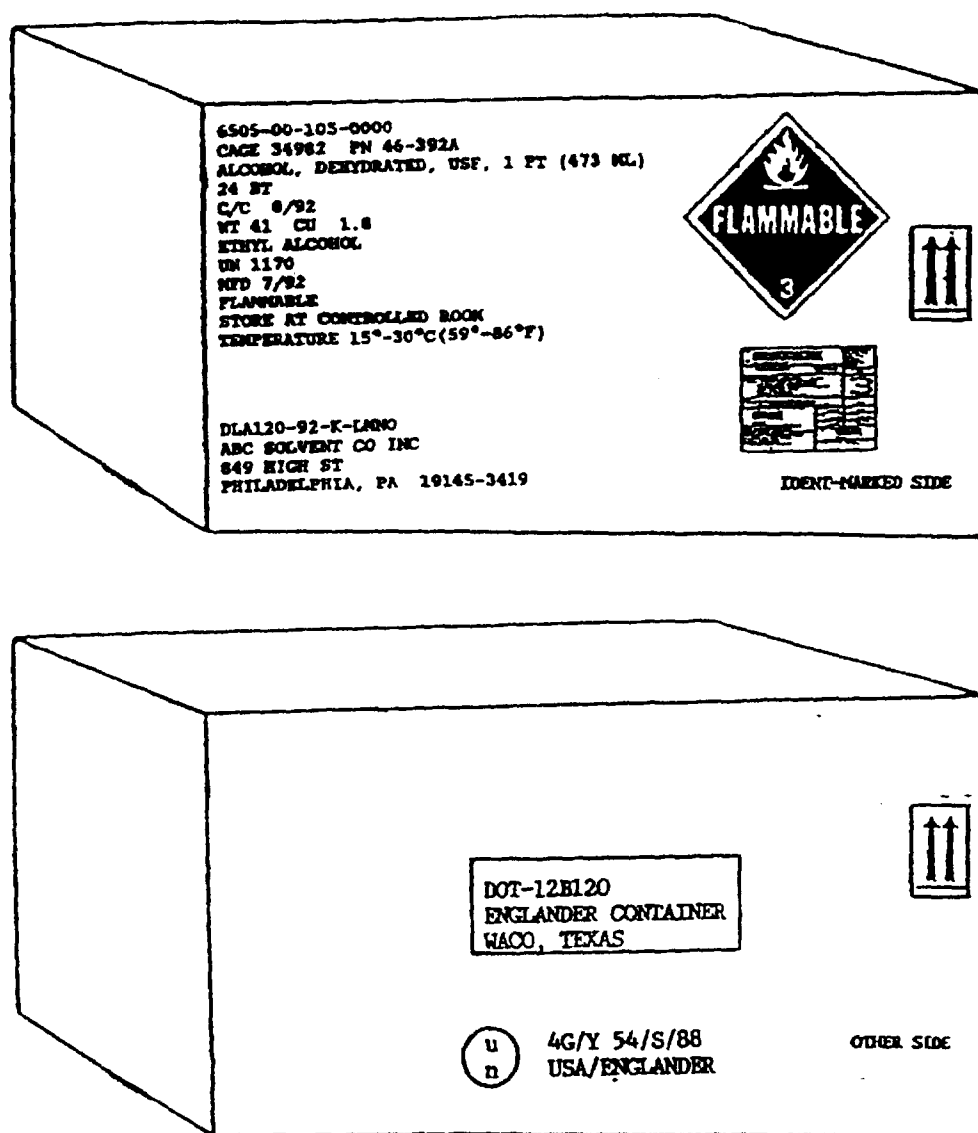 6505-00-103-0000
CAGE 34982 PN 46-392A
ALCOHOL, DEHYDRATED, USP, 1 PT (473 ML)
24 BT
C/C 8/92
WT 41 CU 1.8
ETHYL ALCOHOL
UN 1170
MFD 7/92
FLAMMABLE
STORE AT CONTROLLED ROOM
TEMPERATURE 15°-30°C(59°-86°F)
FLAMMABLE
3
DLA120-92-K-LMNO
ABC SOLVENT CO INC
849 HIGH ST
PHILADELPHIA, PA 19145-3419
IDENT-MARKED SIDE
DOT-12B120
ENGLANDER CONTAINER
WACO, TEXAS
u
n
4G/Y 54/S/88
USA/ENGLANDER
OTHER SIDE